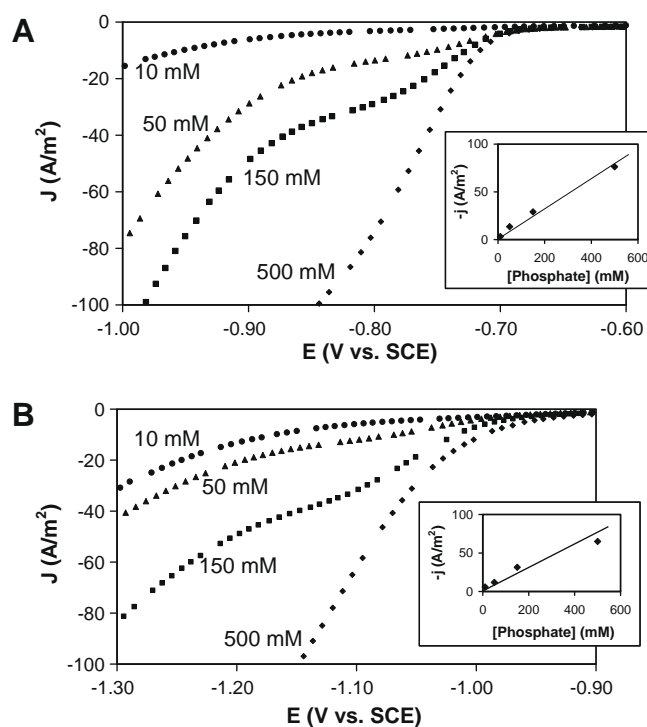 A
J (A/m²)
0
-20
-40
-60
-80
-100
10 mM
50 mM
150 mM
500 mM
-1.00
-0.90
-0.80
-0.70
-0.60
E (V vs. SCE)
-j (A/m²)
100
50
0
0
200
400
600
[Phosphate] (mM)
B
J (A/m²)
0
-20
-40
-60
-80
-100
10 mM
50 mM
150 mM
500 mM
-1.30
-1.20
-1.10
-1.00
-0.90
E (V vs. SCE)
-j (A/m²)
100
50
0
0
200
400
600
[Phosphate] (mM)